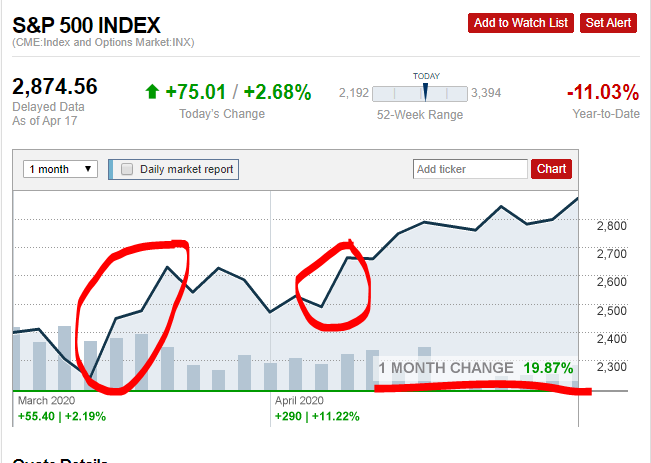 S&P 500 INDEX
(CME:Index and Options Market:INX)
Add to Watch List
Set Alert
2,874.56
Delayed Data
As of Apr 17
+75.01 / +2.68%
Today's Change
TODAY
2,192
3,394
52-Week Range
-11.03%
Year-to-Date
1 month
Daily market report
Add ticker
Chart
2,800
2,700
2,600
2,500
2,400
2,300
1 MONTH CHANGE 19.87%
March 2020
+55.40 | +2.19%
April 2020
+290 | +11.22%
Quote Details